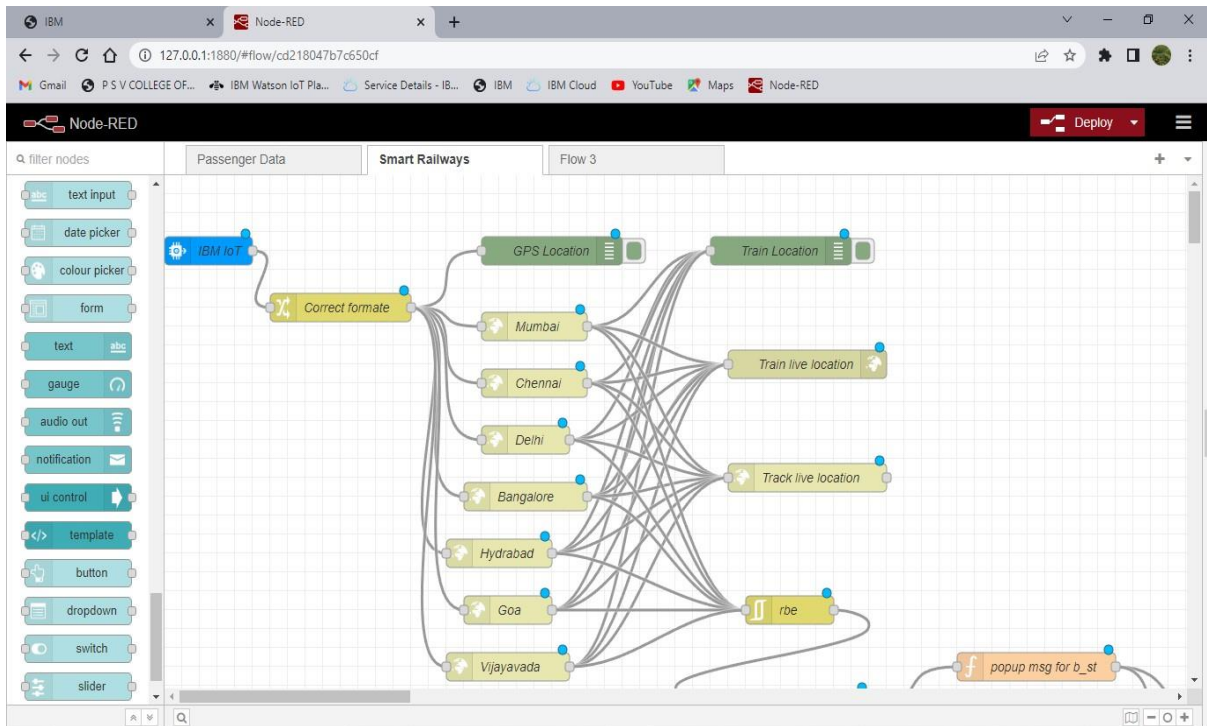 IBM
Node-RED
127.0.0.1:1880/#flow/cd218047b7c650cf
Gmail P S V COLLEGE OF... IBM Watson IoT Pla... Service Details - IB... IBM IBM Cloud YouTube Maps Node-RED
Node-RED Deploy
filter nodes Passenger Data Smart Railways Flow 3
abc text input
date picker
colour picker
form
text abc
gauge
audio out
notification
ui control
</> template
button
dropdown
switch
slider
IBM IoT
GPS Location
Train Location
Correct formate
Mumbai
Train live location
Chennai
Delhi
Track live location
Bangalore
Hydrabad
Goa
rbe
Vijayavada
f popup msg for b_st